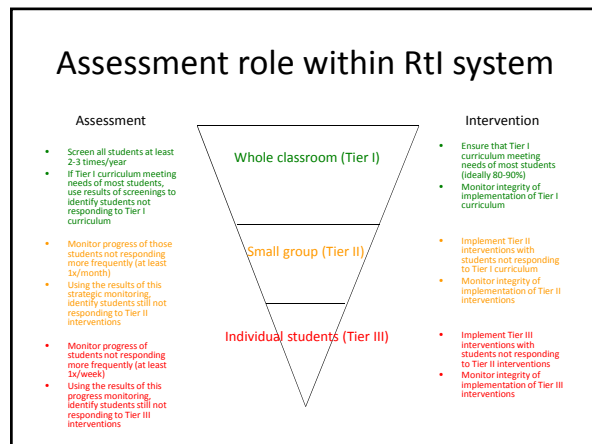 Assessment role within RtI system
Assessment
• Screen all students at least
2-3 times/year
• If Tier I curriculum meeting
needs of most students,
use results of screenings to
identify students not
responding to Tier I
curriculum
• Monitor progress of those
students not responding
more frequently (at least
1x/month)
• Using the results of this
strategic monitoring,
identify students still not
responding to Tier II
interventions
• Monitor progress of
students not responding
more frequently (at least
1x/week)
• Using the results of this
progress monitoring,
identify students still not
responding to Tier III
interventions
Whole classroom (Tier I)
Small group (Tier II)
Individual students (Tier III)
Intervention
• Ensure that Tier I
curriculum meeting
needs of most students
(ideally 80-90%)
• Monitor integrity of
implementation of Tier I
curriculum
• Implement Tier II
interventions with
students not responding
to Tier I curriculum
• Monitor integrity of
implementation of Tier II
interventions
• Implement Tier III
interventions with
students not responding
to Tier II interventions
• Monitor integrity of
implementation of Tier III
interventions